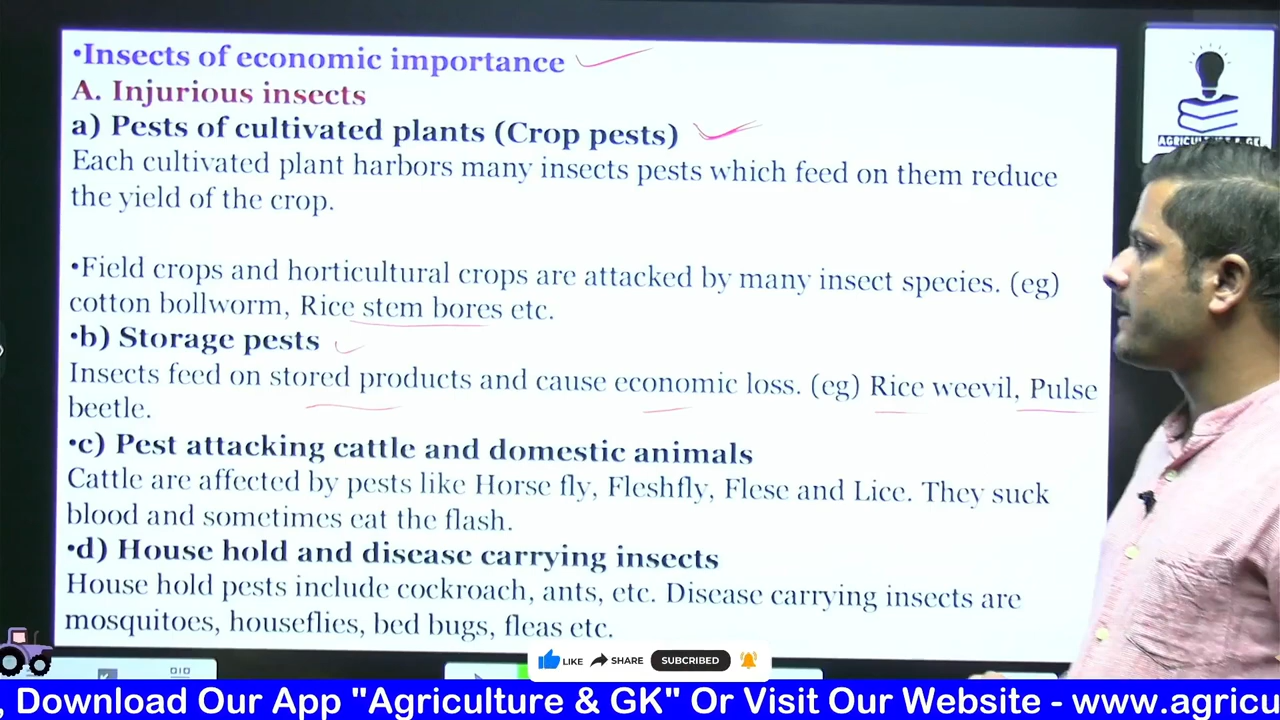 •Insects of economic importance
A. Injurious insects
a) Pests of cultivated plants (Crop pests)
Each cultivated plant harbors many insects pests which feed on them reduce
the yield of the crop.
•Field crops and horticultural crops are attacked by many insect species. (eg)
cotton bollworm, Rice stem bores etc.
•b) Storage pests
Insects feed on stored products and cause economic loss. (eg) Rice weevil, Pulse
beetle.
•c) Pest attacking cattle and domestic animals
Cattle are affected by pests like Horse fly, Fleshfly, Flese and Lice. They suck
blood and sometimes eat the flash.
•d) House hold and disease carrying insects
House hold pests include cockroach, ants, etc. Disease carrying insects are
mosquitoes, houseflies, bed bugs, fleas etc.
AGRICULTURE & GK
LIKE SHARE SUBCRIBED
, Download Our App "Agriculture & GK" Or Visit Our Website - www.agricu